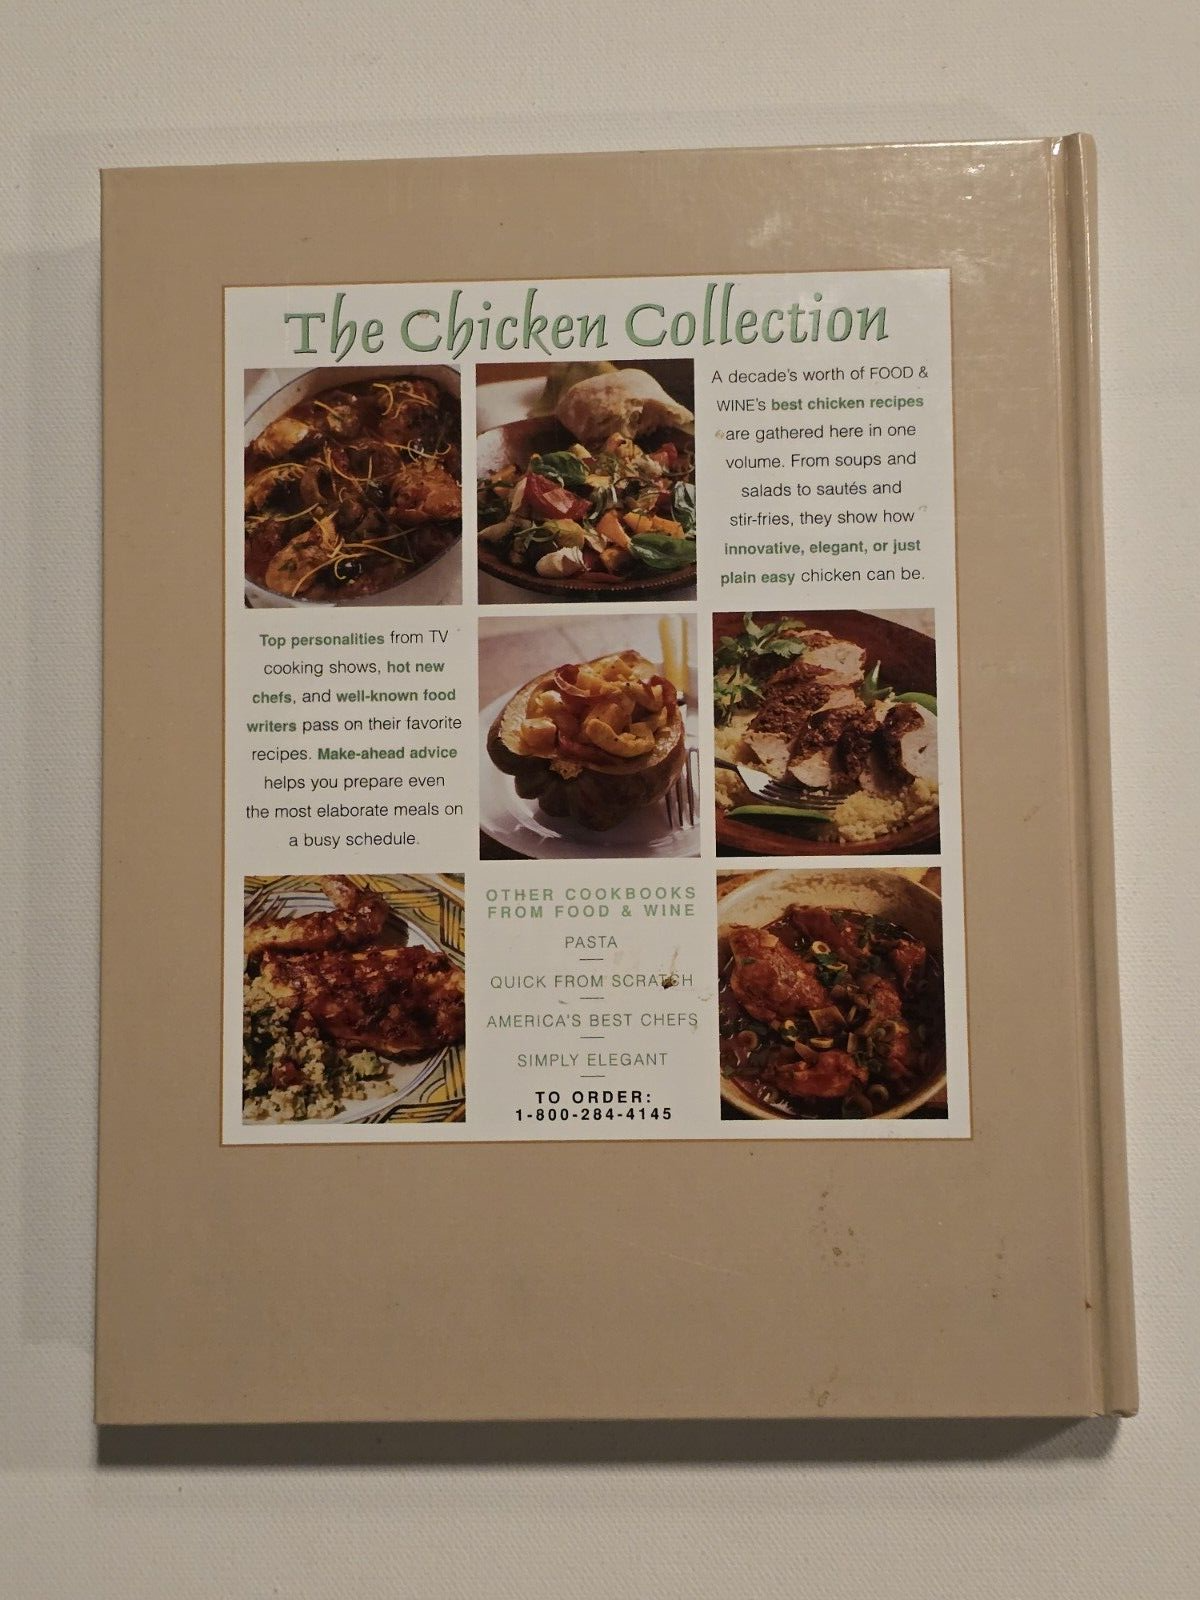 The Chicken Collection
A decade's worth of FOOD &
WINE's best chicken recipes
are gathered here in one
volume. From soups and
salads to sautés and
stir-fries, they show how
innovative, elegant, or just
plain easy chicken can be.
Top personalities from TV
cooking shows, hot new
chefs, and well-known food
writers pass on their favorite
recipes. Make-ahead advice
helps you prepare even
the most elaborate meals on
a busy schedule.
OTHER COOKBOOKS
FROM FOOD & WINE
PASTA
QUICK FROM SCRATCH
AMERICA'S BEST CHEFS
SIMPLY ELEGANT
TO ORDER:
1-800-284-4145